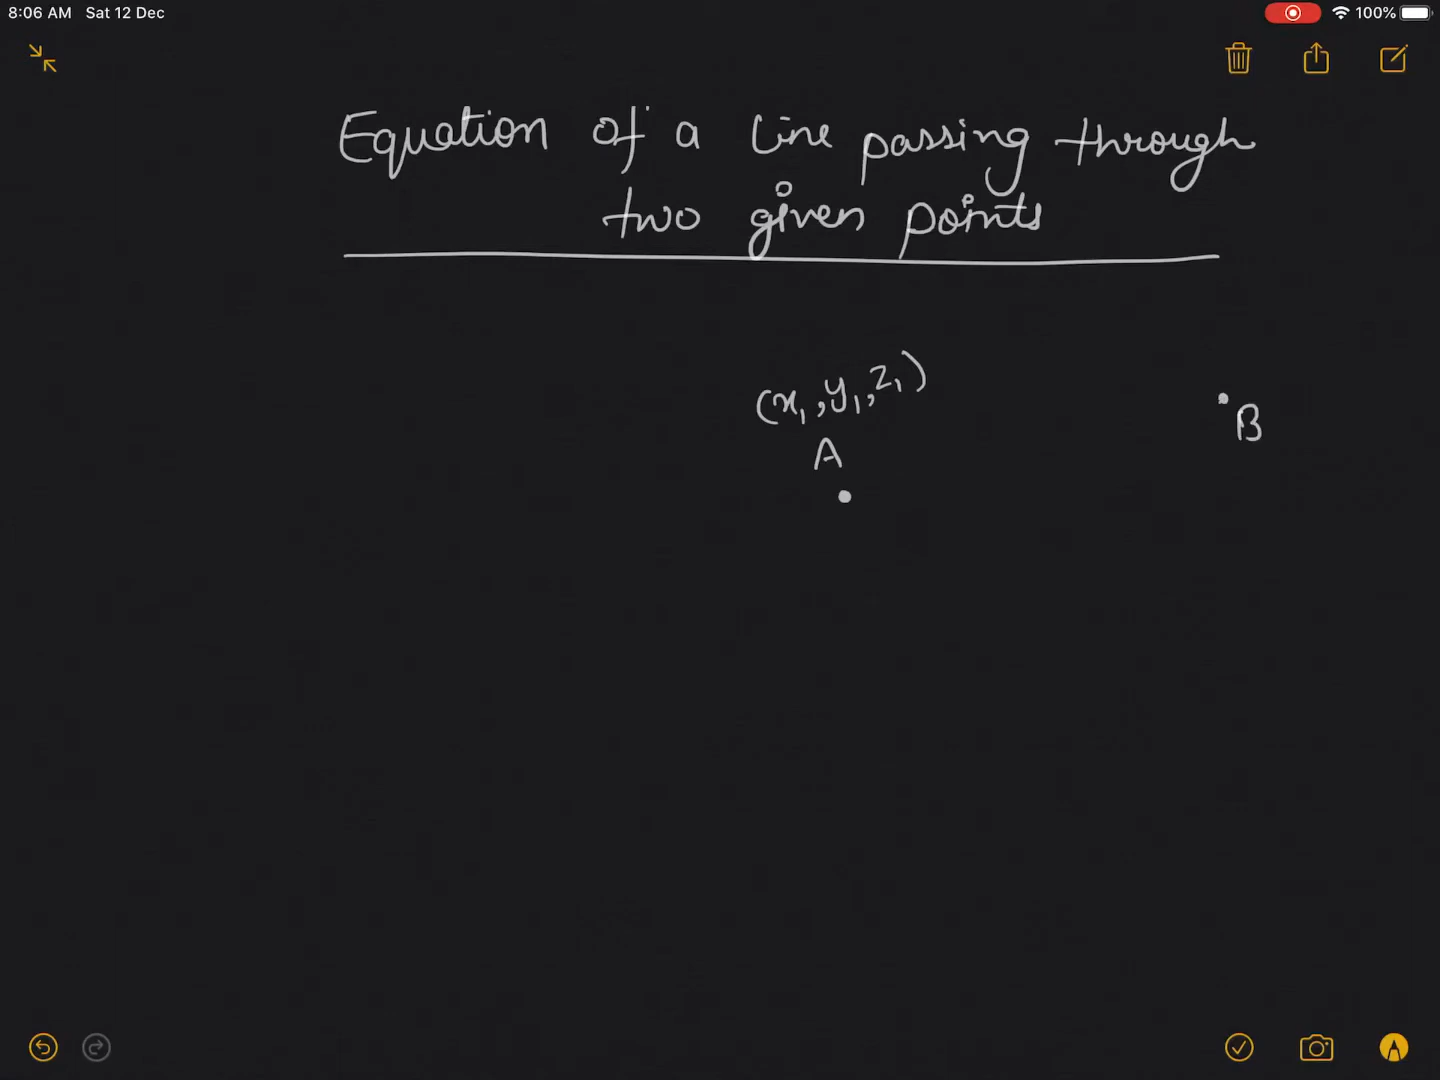 8:06 AM Sat 12 Dec 100%
Equation of a line passing through
two given points
(x₁, y₁, z₁)
A
B